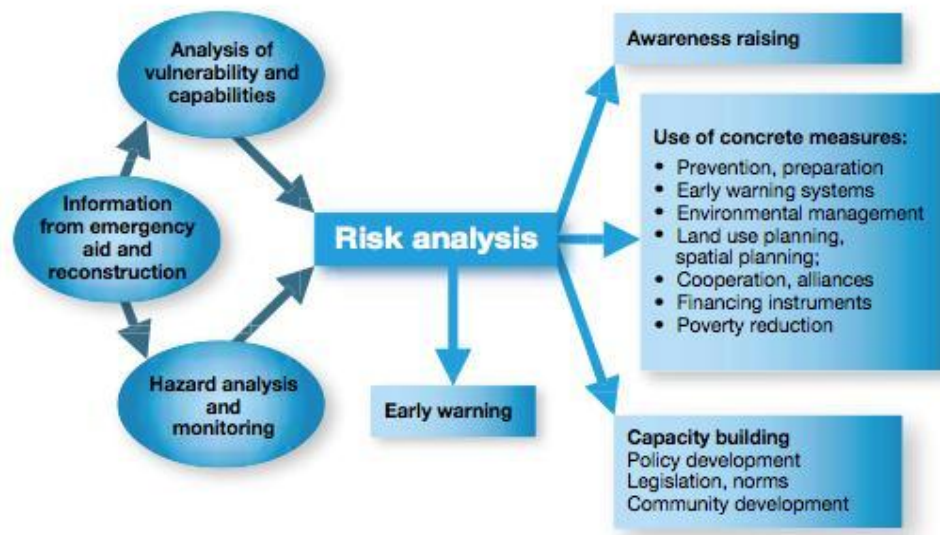 Analysis of
vulnerability and
capabilities
Information
from emergency
aid and
reconstruction
Hazard analysis
and
monitoring
Risk analysis
Early warning
Awareness raising
Use of concrete measures:
• Prevention, preparation
• Early warning systems
• Environmental management
• Land use planning,
spatial planning;
• Cooperation, alliances
• Financing instruments
• Poverty reduction
Capacity building
Policy development
Legislation, norms
Community development